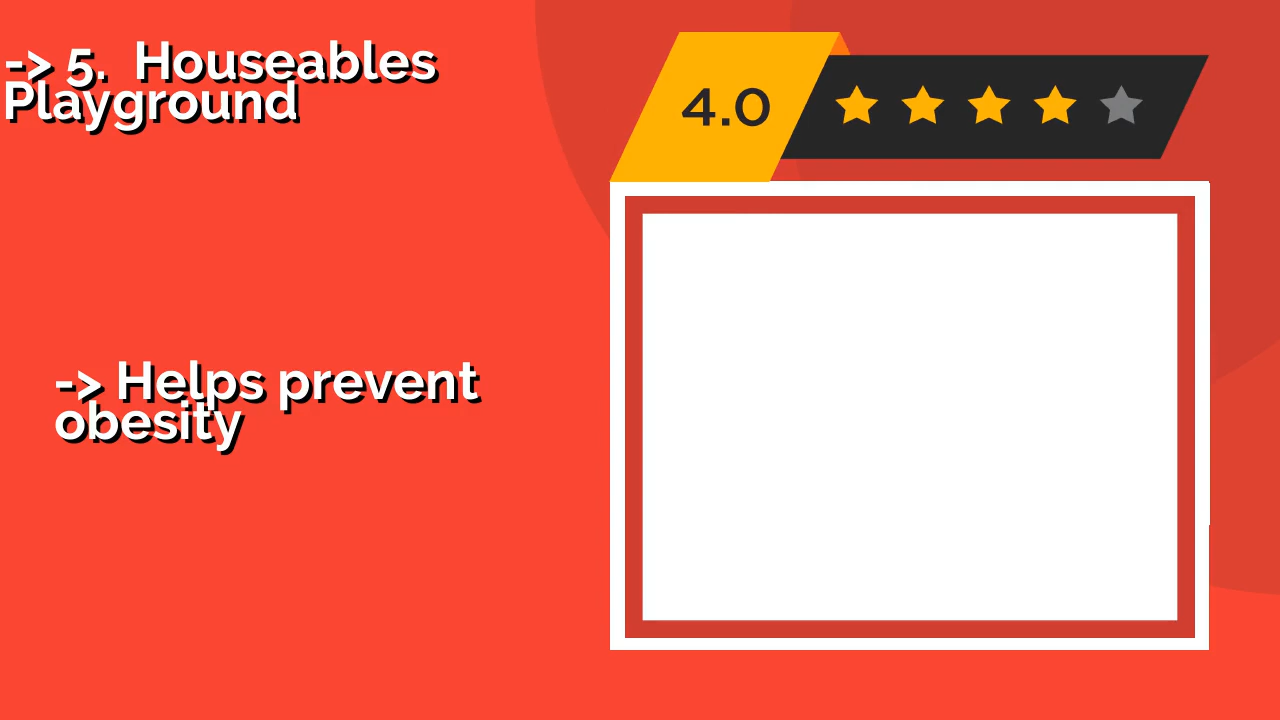 -> 5.  Houseables
Playground
4.0
-> Helps prevent
obesity